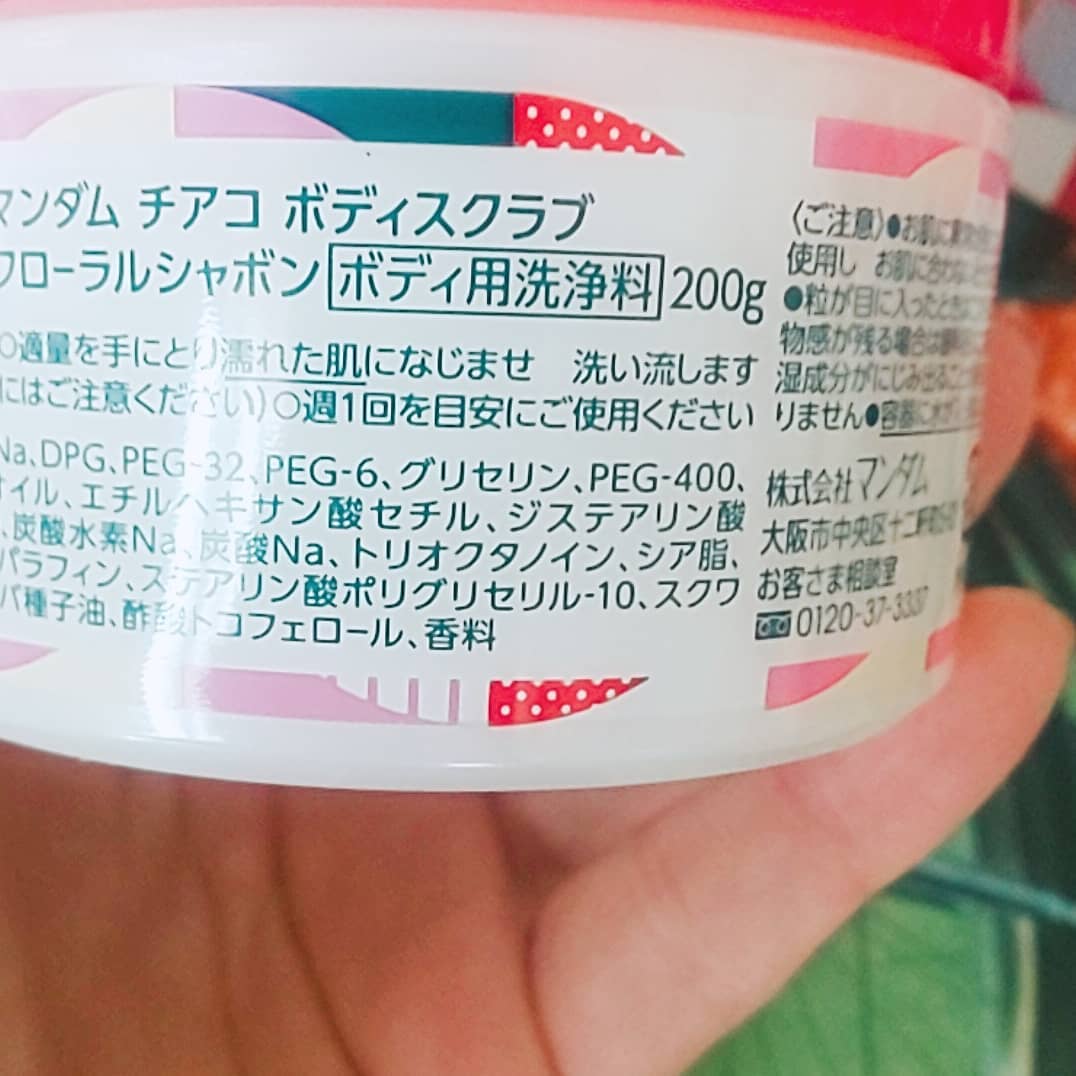 マンダム チアコ ボディスクラブ
フローラルシャボン ボディ用洗浄料 200g
○適量を手にとり濡れた肌になじませ 洗い流します
にはご注意ください)○週1回を目安にご使用ください
Na、DPG、PEG-32、PEG-6、グリセリン、PEG-400、
オイル、エチルヘキサン酸セチル、ジステアリン酸
、炭酸水素Na、炭酸Na、トリオクタノイン、シア脂、
パラフィン、ステアリン酸ポリグリセリル-10、スクワ
バ種子油、酢酸トコフェロール、香料
〈ご注意〉●お肌に
使用し お肌に合わない
●粒が目に入ったときは
物感が残る場合は
湿成分がにじみ出ること
りません●容器に水が
株式会社マンダム
大阪市中央区十二軒町
お客さま相談室
0120-37-3337